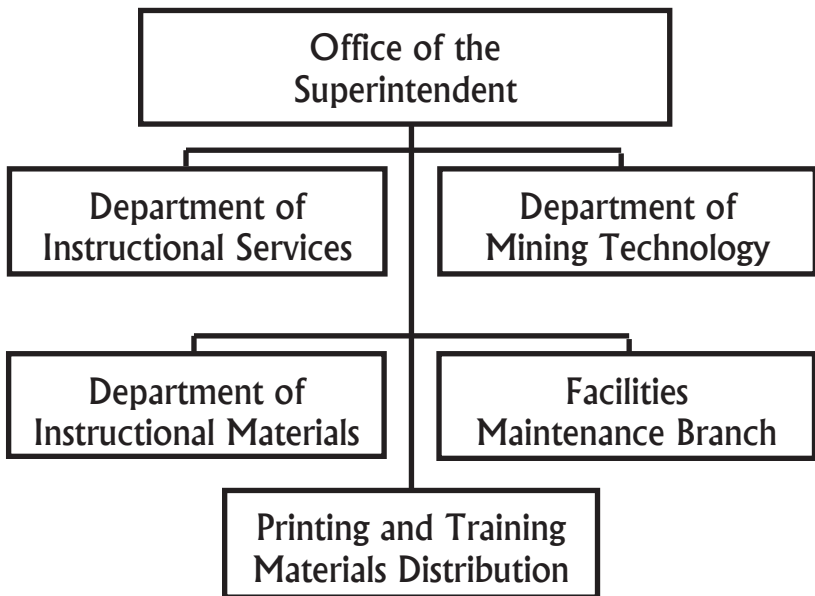 Office of the
Superintendent
Department of
Instructional Services
Department of
Mining Technology
Department of
Instructional Materials
Facilities
Maintenance Branch
Printing and Training
Materials Distribution